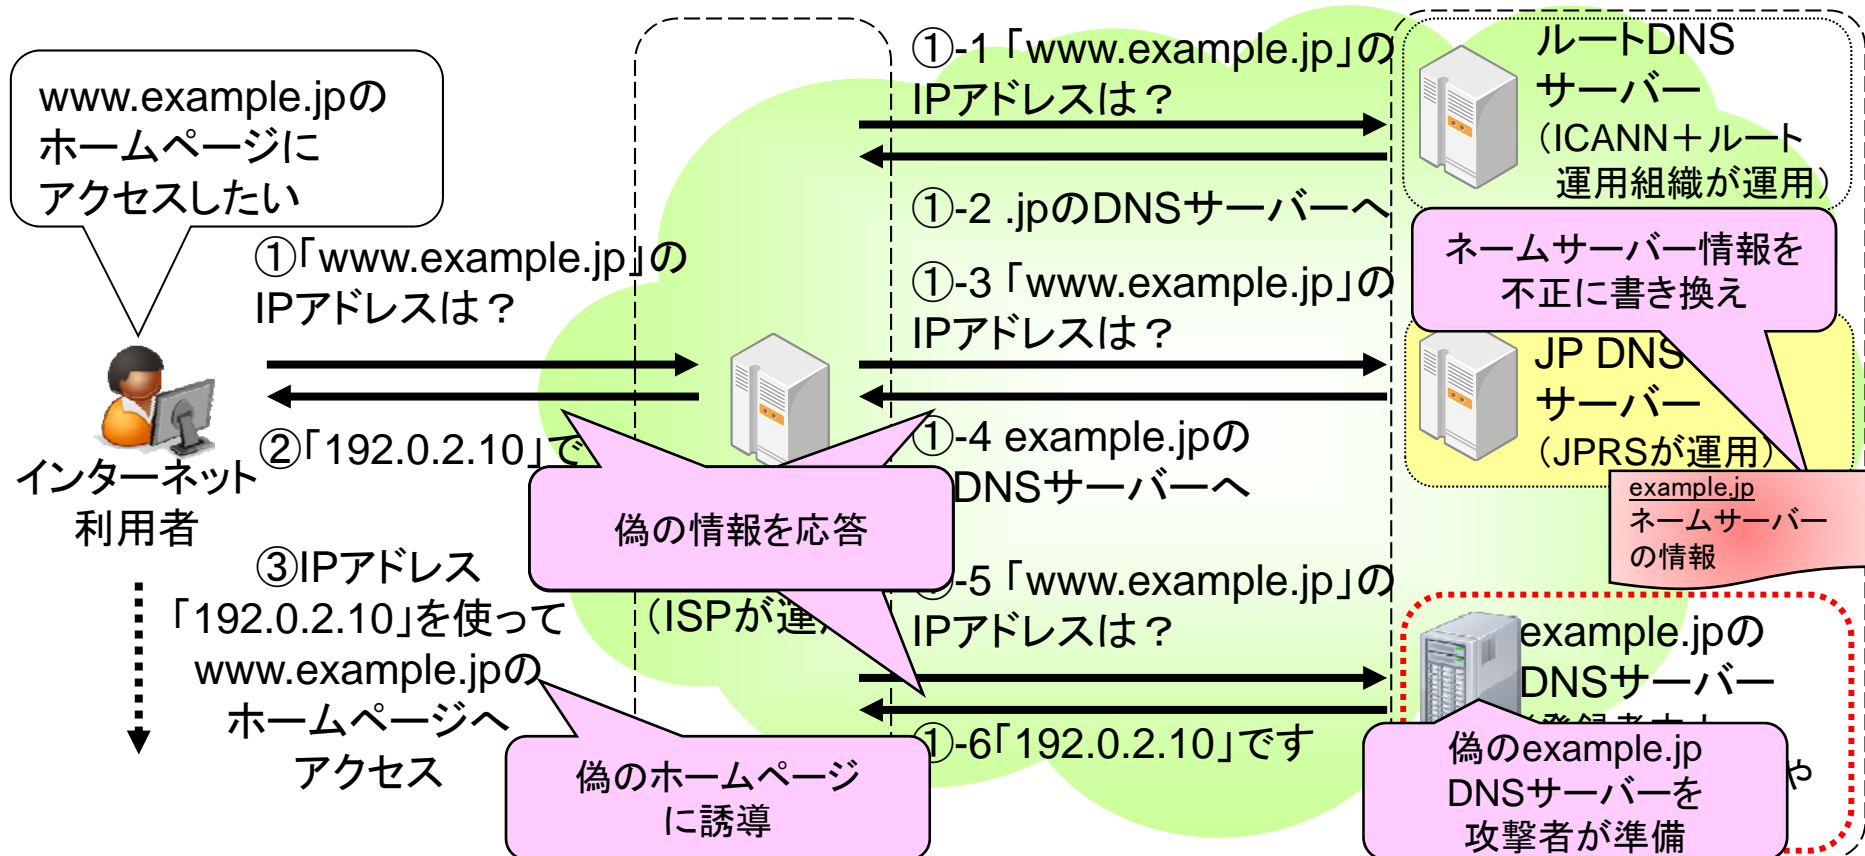 www.example.jpの
ホームページに
アクセスしたい
①「www.example.jp」の
IPアドレスは？
②「192.0.2.10」で
インターネット
利用者
③IPアドレス
「192.0.2.10」を使って
www.example.jpの
ホームページへ
アクセス
偽の情報を応答
（ISPが運
偽のホームページ
に誘導
①-1「www.example.jp」の
IPアドレスは？
①-2 .jpのDNSサーバーへ
①-3「www.example.jp」の
IPアドレスは？
①-4 example.jpの
DNSサーバーへ
-5「www.example.jp」の
IPアドレスは？
①-6「192.0.2.10」です
ルートDNS
サーバー
（ICANN＋ルート
運用組織が運用）
ネームサーバー情報を
不正に書き換え
JP DNS
サーバー
（JPRSが運用）
example.jp
ネームサーバー
の情報
example.jpの
DNSサーバー
や
偽のexample.jp
DNSサーバーを
攻撃者が準備